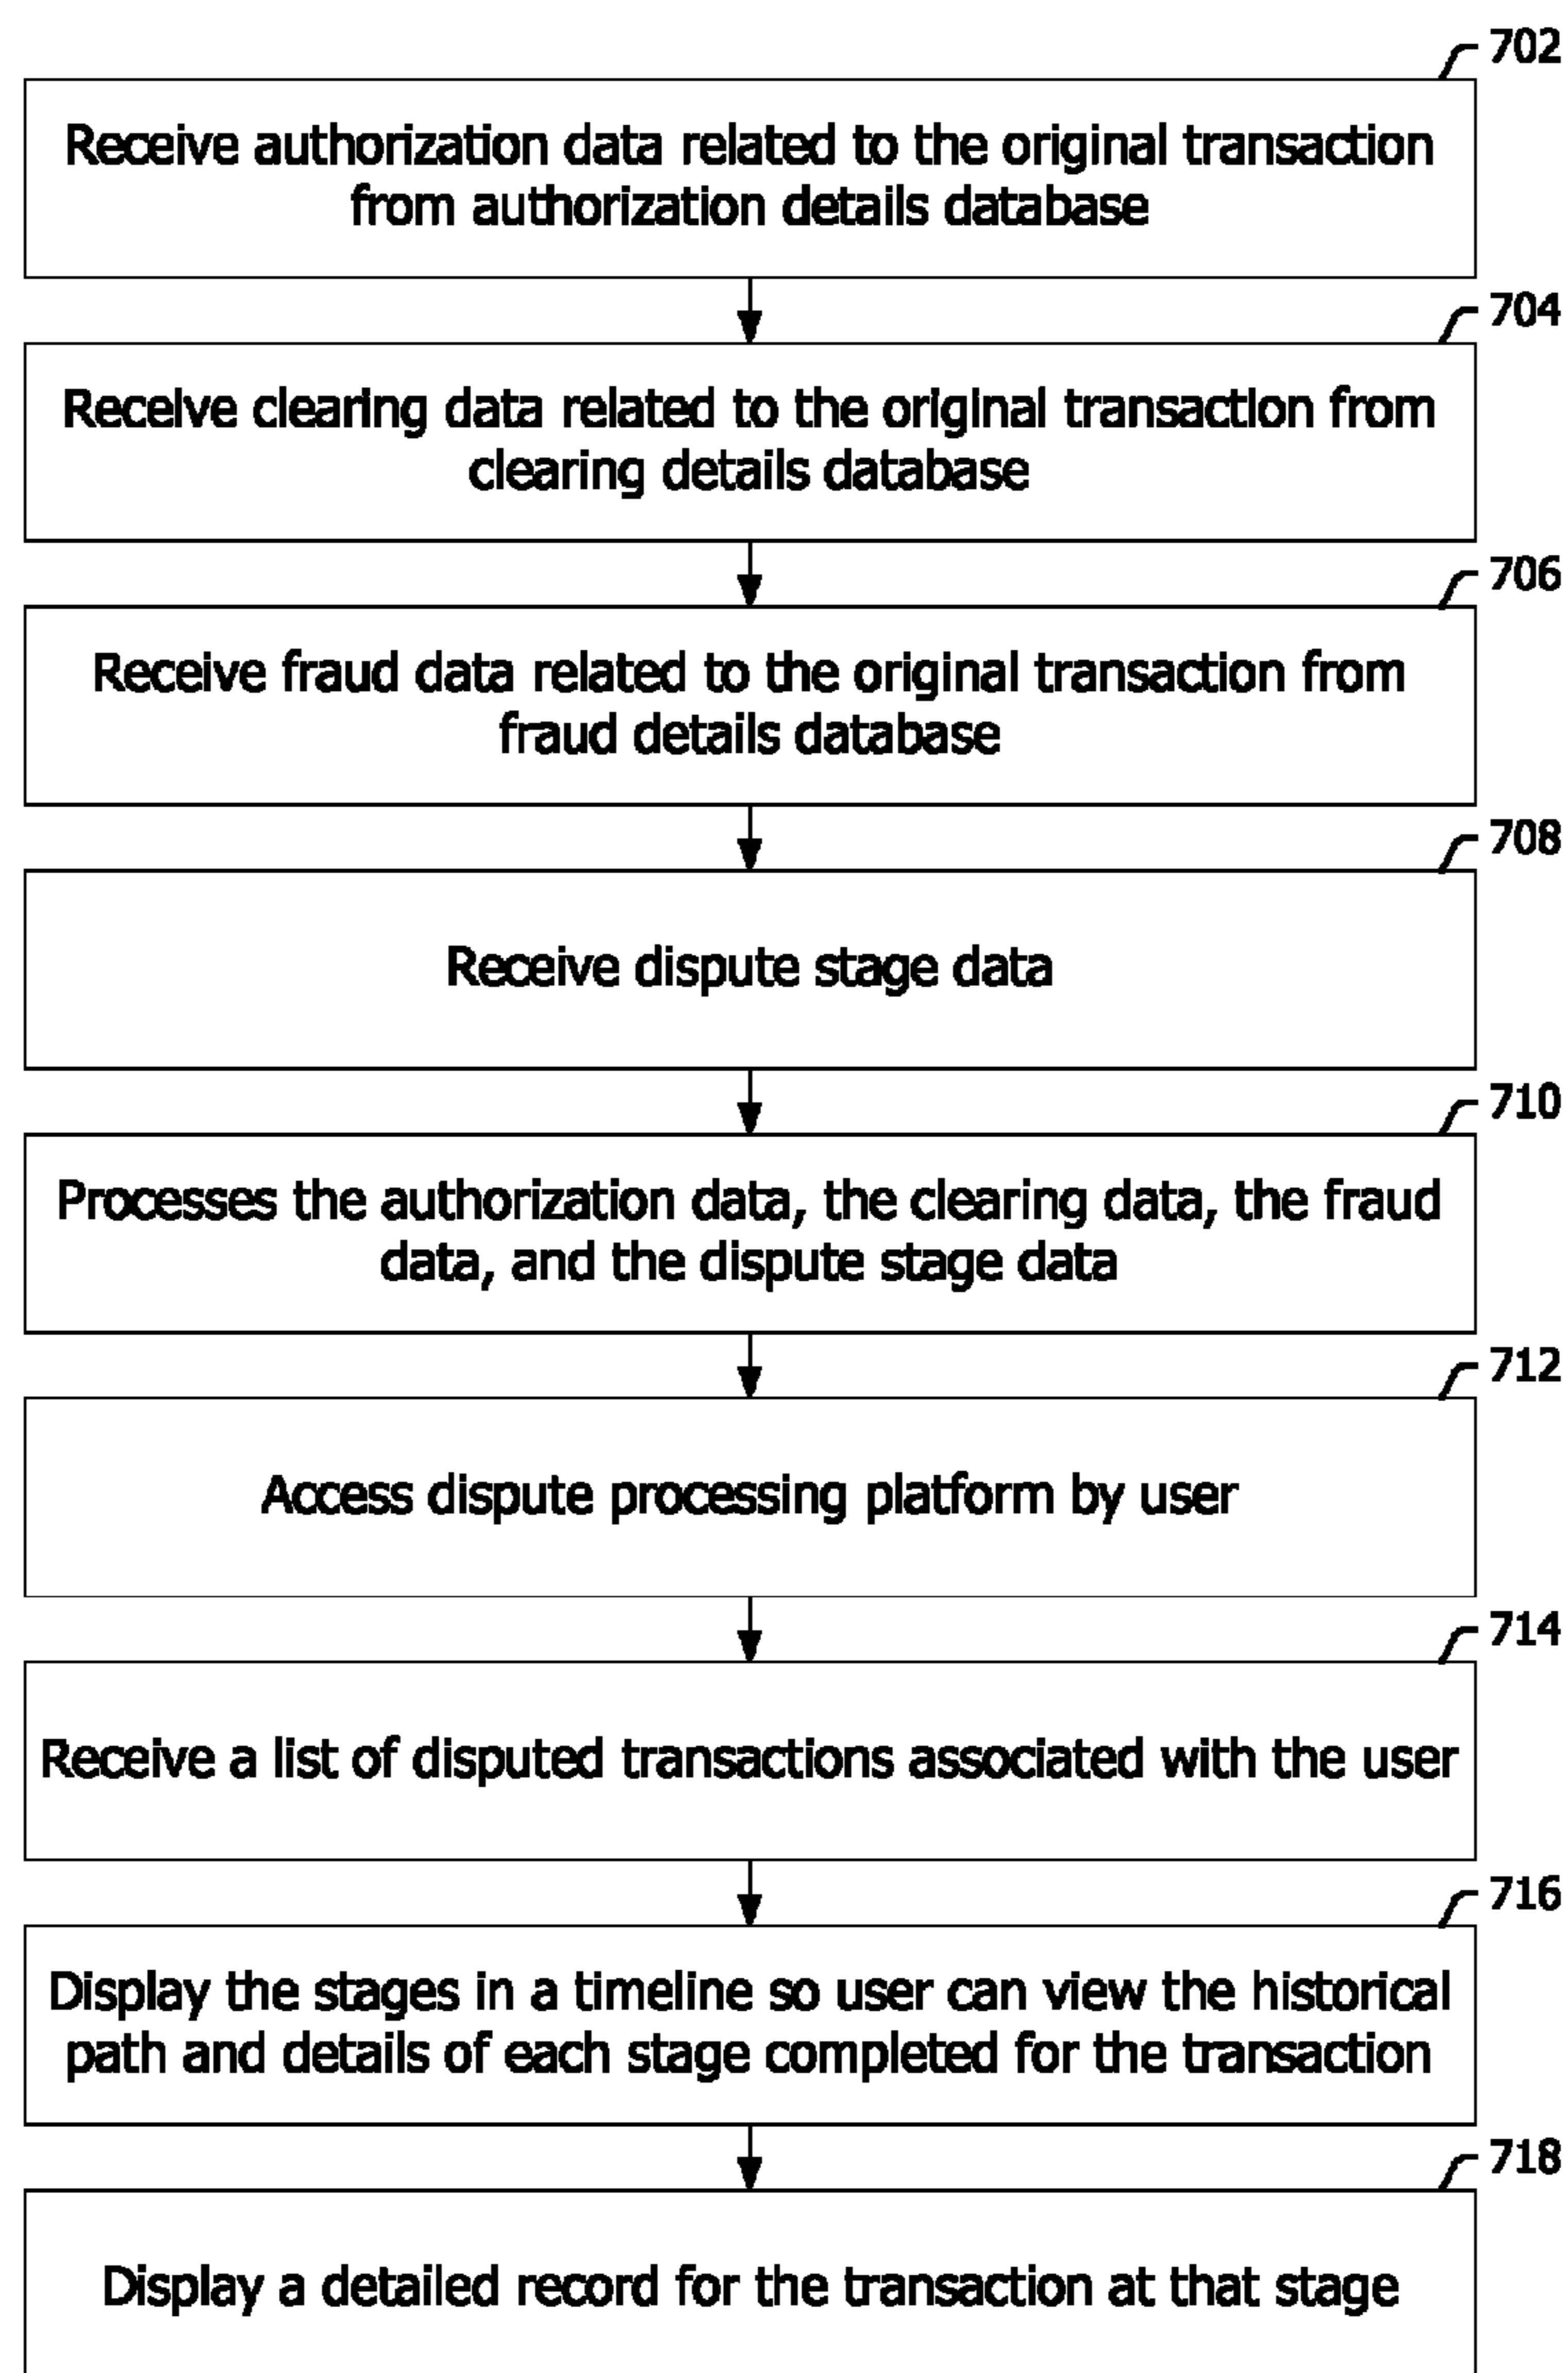 702
Receive authorization data related to the original transaction
from authorization details database
704
Receive clearing data related to the original transaction from
clearing details database
706
Receive fraud data related to the original transaction from
fraud details database
708
Receive dispute stage data
710
Processes the authorization data, the clearing data, the fraud
data, and the dispute stage data
712
Access dispute processing platform by user
714
Receive a list of disputed transactions associated with the user
716
Display the stages in a timeline so user can view the historical
path and details of each stage completed for the transaction
718
Display a detailed record for the transaction at that stage